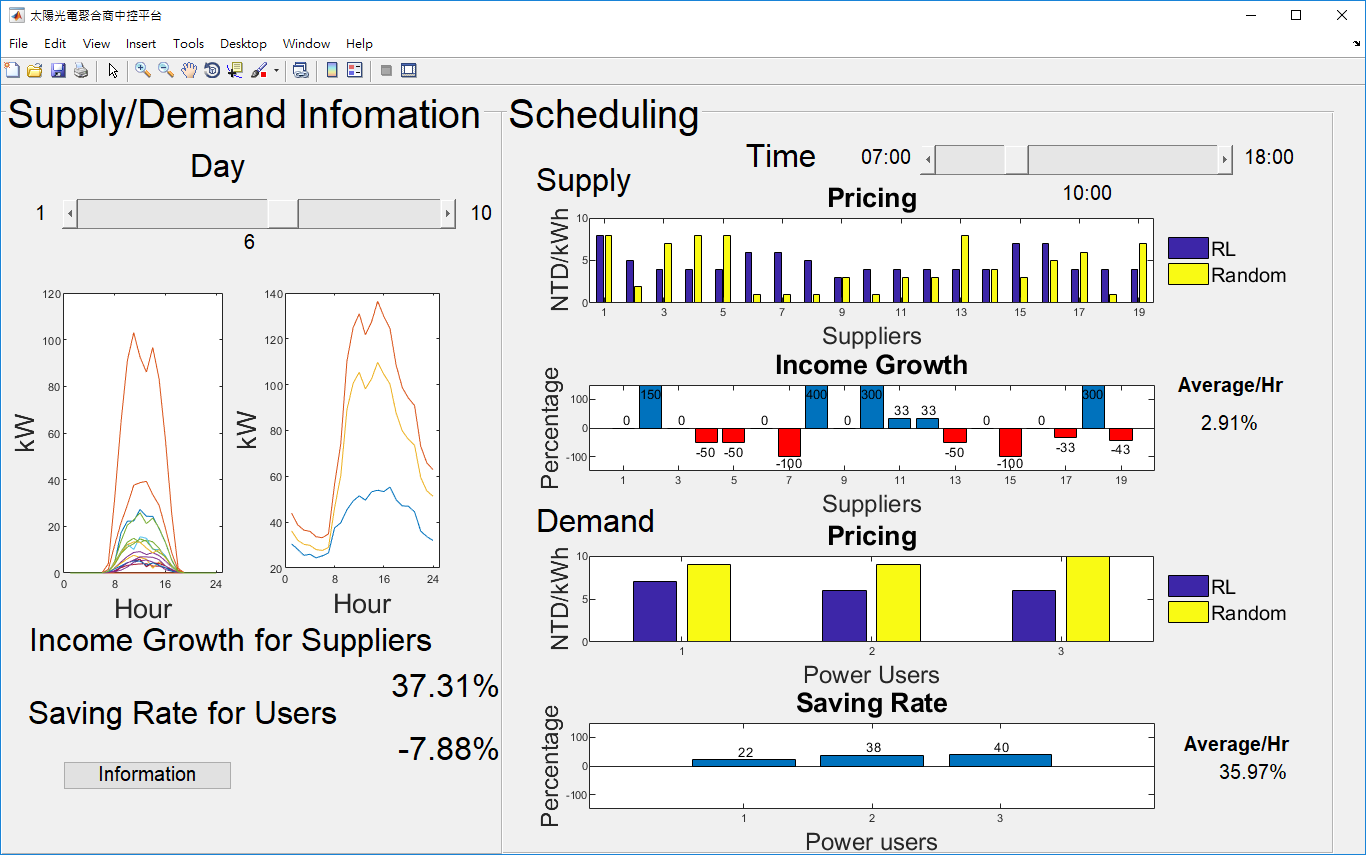 太陽光電聚合商中控平台
File Edit View Insert Tools Desktop Window Help
Supply/Demand Infomation
Day
1 10
6
kW
120
100
80
60
40
20
0
0 8 16 24
Hour
kW
140
120
100
80
60
40
20
0 8 16 24
Hour
Income Growth for Suppliers
37.31%
Saving Rate for Users
-7.88%
Information
Scheduling
Time 07:00 18:00
10:00
Supply
Pricing
NTD/kWh
10
5
0
1 3 5 7 9 11 13 15 17 19
Suppliers
RL
Random
Income Growth
Percentage
100
0
-100
0 150 0 -50 -50 0 -100 400 0 300 33 33 -50 0 -100 0 -33 300 -43
1 3 5 7 9 11 13 15 17 19
Suppliers
Average/Hr
2.91%
Demand
Pricing
NTD/kWh
10
5
0
1 2 3
Power Users
RL
Random
Saving Rate
Percentage
100
0
-100
22 38 40
1 2 3
Power users
Average/Hr
35.97%